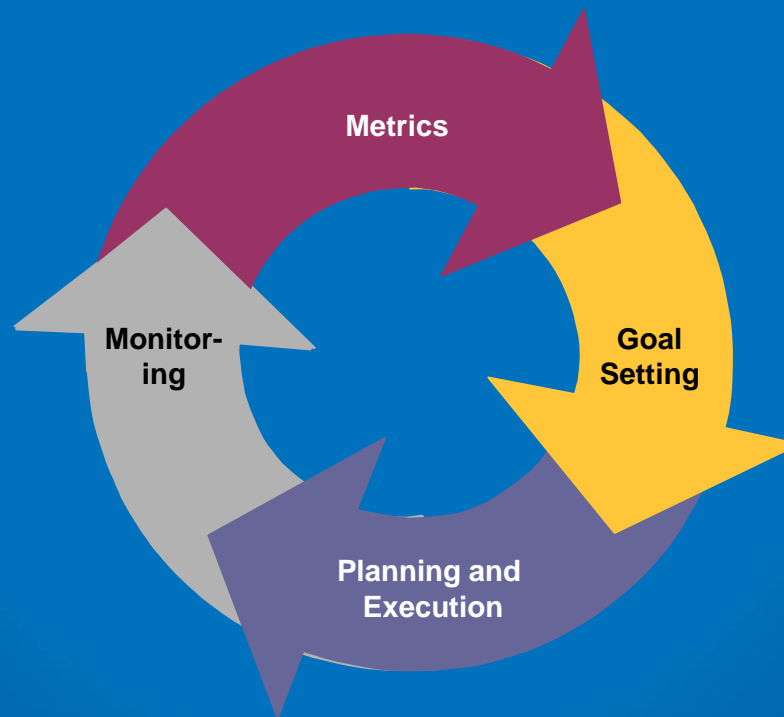 Metrics
Goal
Setting
Planning and
Execution
Monitor-
ing